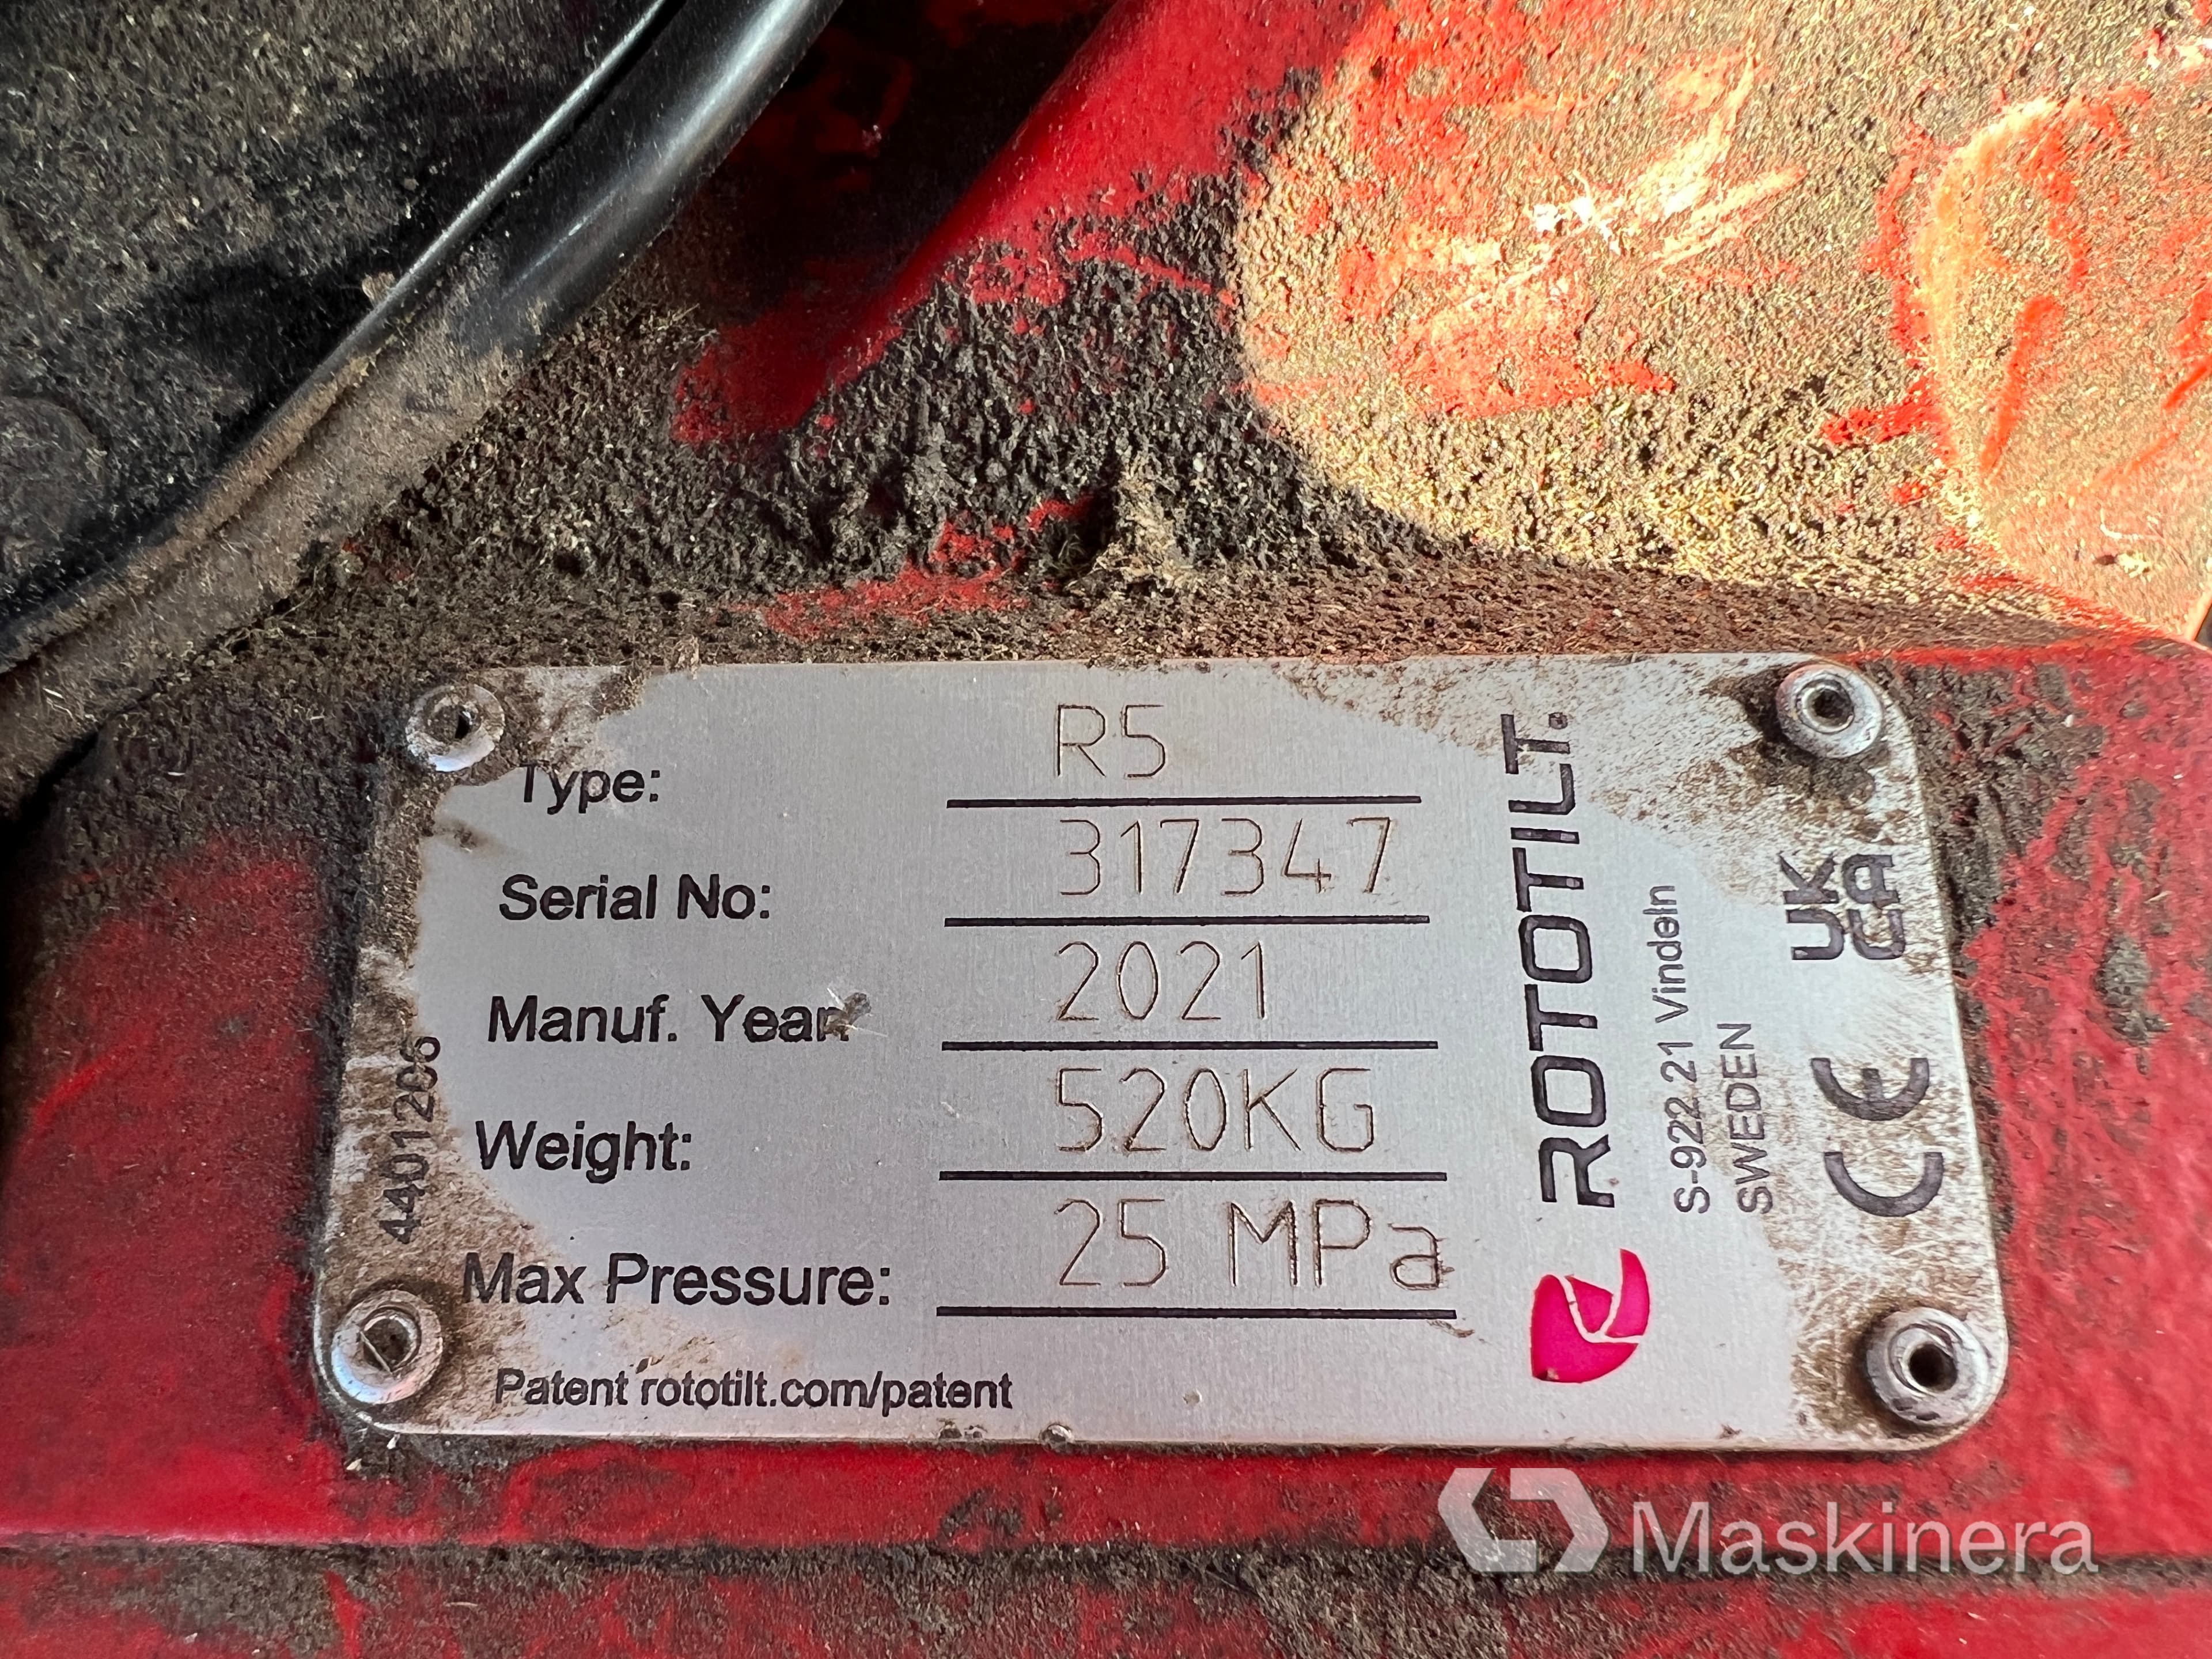 Type: R5
Serial No: 317347
Manuf. Year: 2021
Weight: 520KG
Max Pressure: 25 MPa
Patent rototilt.com/patent
4401206
ROTOTILT.
S-922 21 Vindeln
SWEDEN
UK
CA
CE
Maskinera